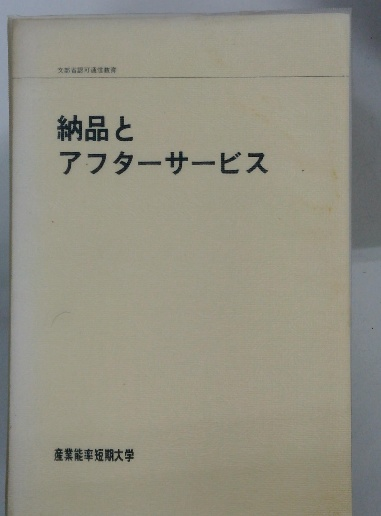 文部省認可通信教育
納品と
アフターサービス
産業能率短期大学